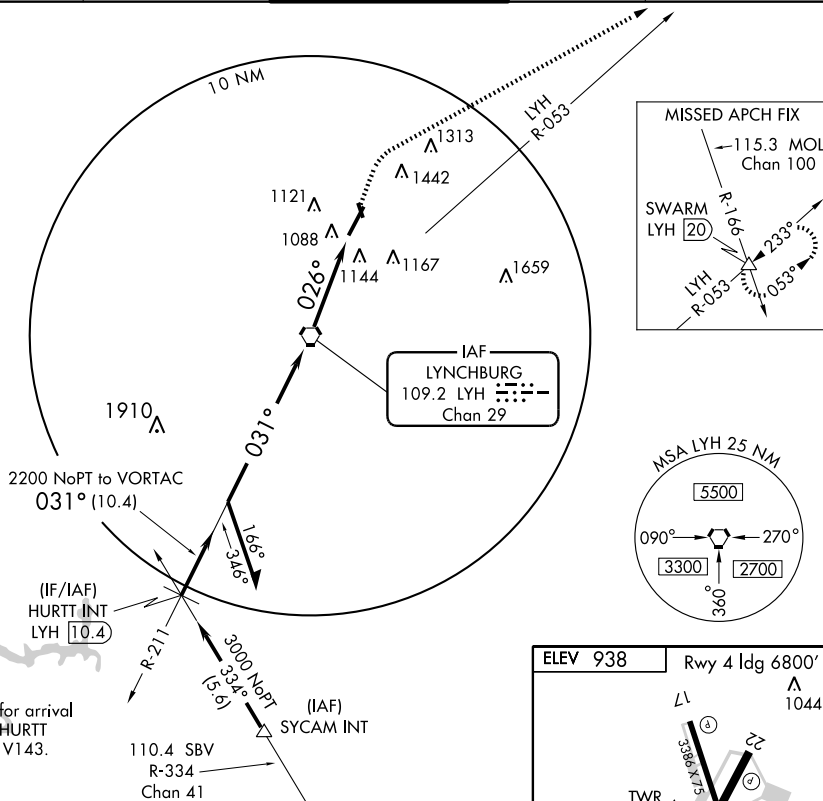 10 NM
LYH
R-053
1313
1442
1121
1088
1144
1167
1659
026°
MISSED APCH FIX
115.3 MOL
Chan 100
R-166
SWARM
LYH 20
233°
053°
LYH
R-053
IAF
LYNCHBURG
109.2 LYH
Chan 29
1910
031°
2200 NoPT to VORTAC
031° (10.4)
166°
346°
MSA LYH 25 NM
5500
090°
270°
3300
2700
360°
(IF/IAF)
HURTT INT
LYH 10.4
R-211
3000 NoPT
334°
(5.6)
(IAF)
SYCAM INT
for arrival
HURTT
V143.
110.4 SBV
R-334
Chan 41
ELEV 938
Rwy 4 ldg 6800'
1044
17
P
22
P
3386 X 75
TWR